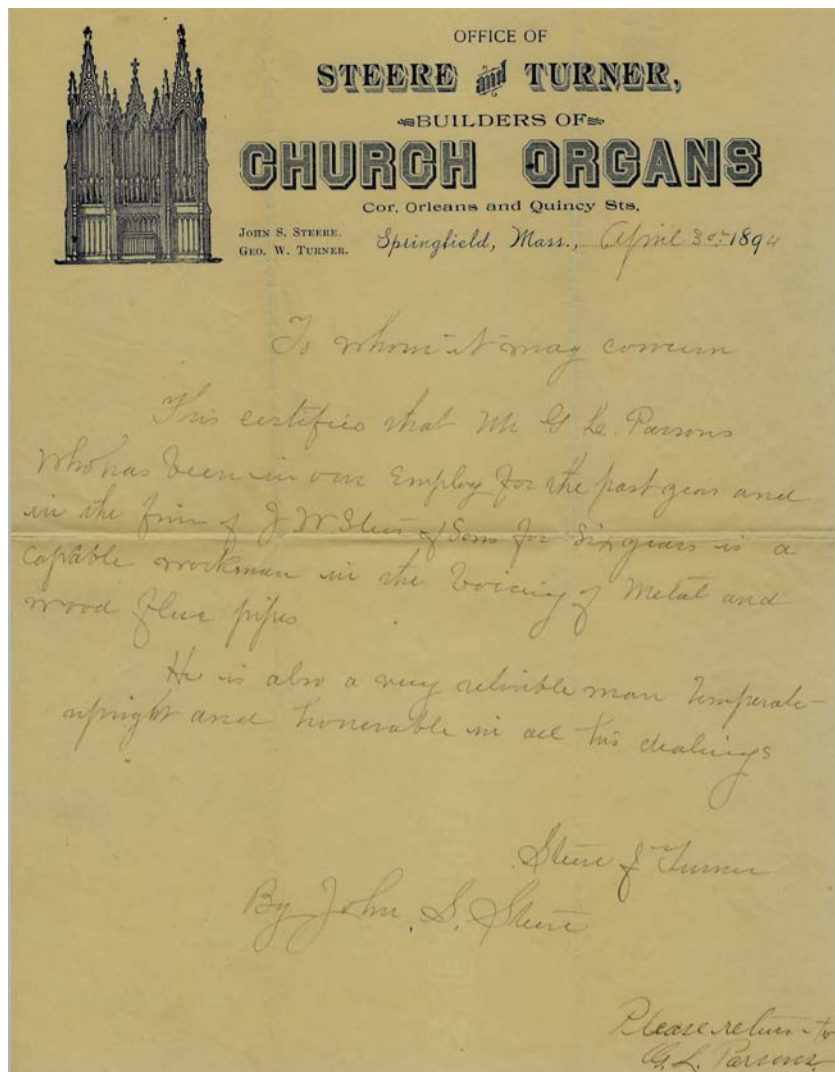 OFFICE OF
STEERE and TURNER,
BUILDERS OF
CHURCH ORGANS
Cor. Orleans and Quincy Sts.
JOHN S. STEERE.
GEO. W. TURNER.
Springfield, Mass., April 30th 1894
To whom it may concern
This certifies that Mr G L. Parsons
who has been in our Employ for the past year and
in the firm of J W Steere & Sons for Six years is a
capable workman in the Voicing of Metal and
wood flue pipes
He is also a very reliable man Temperate
upright and honerable in all his dealings
Steere & Turner
By John. S. Steere
Please return to
G. L. Parsons.